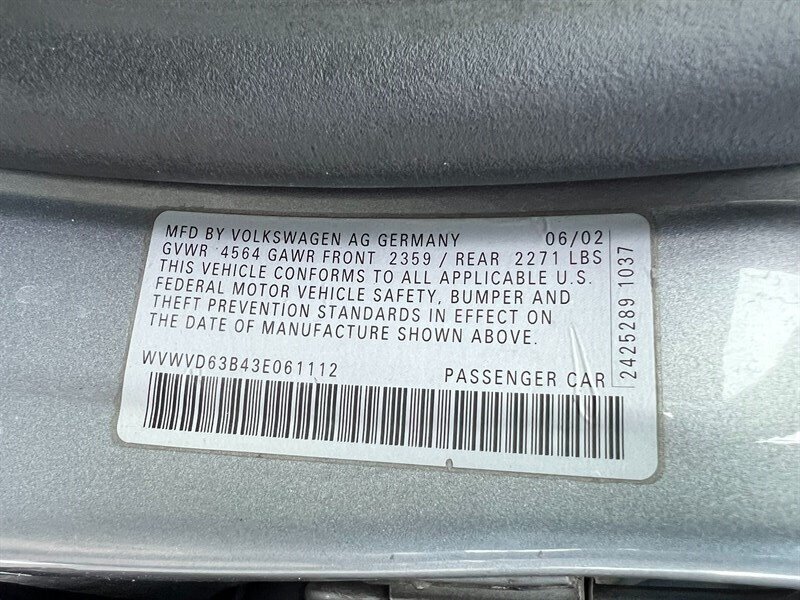 MFD BY VOLKSWAGEN AG GERMANY 06/02
GVWR 4564 GAWR FRONT 2359 / REAR 2271 LBS
THIS VEHICLE CONFORMS TO ALL APPLICABLE U.S.
FEDERAL MOTOR VEHICLE SAFETY, BUMPER AND
THEFT PREVENTION STANDARDS IN EFFECT ON
THE DATE OF MANUFACTURE SHOWN ABOVE.
WVWVD63B43E061112 PASSENGER CAR
2425289 1037